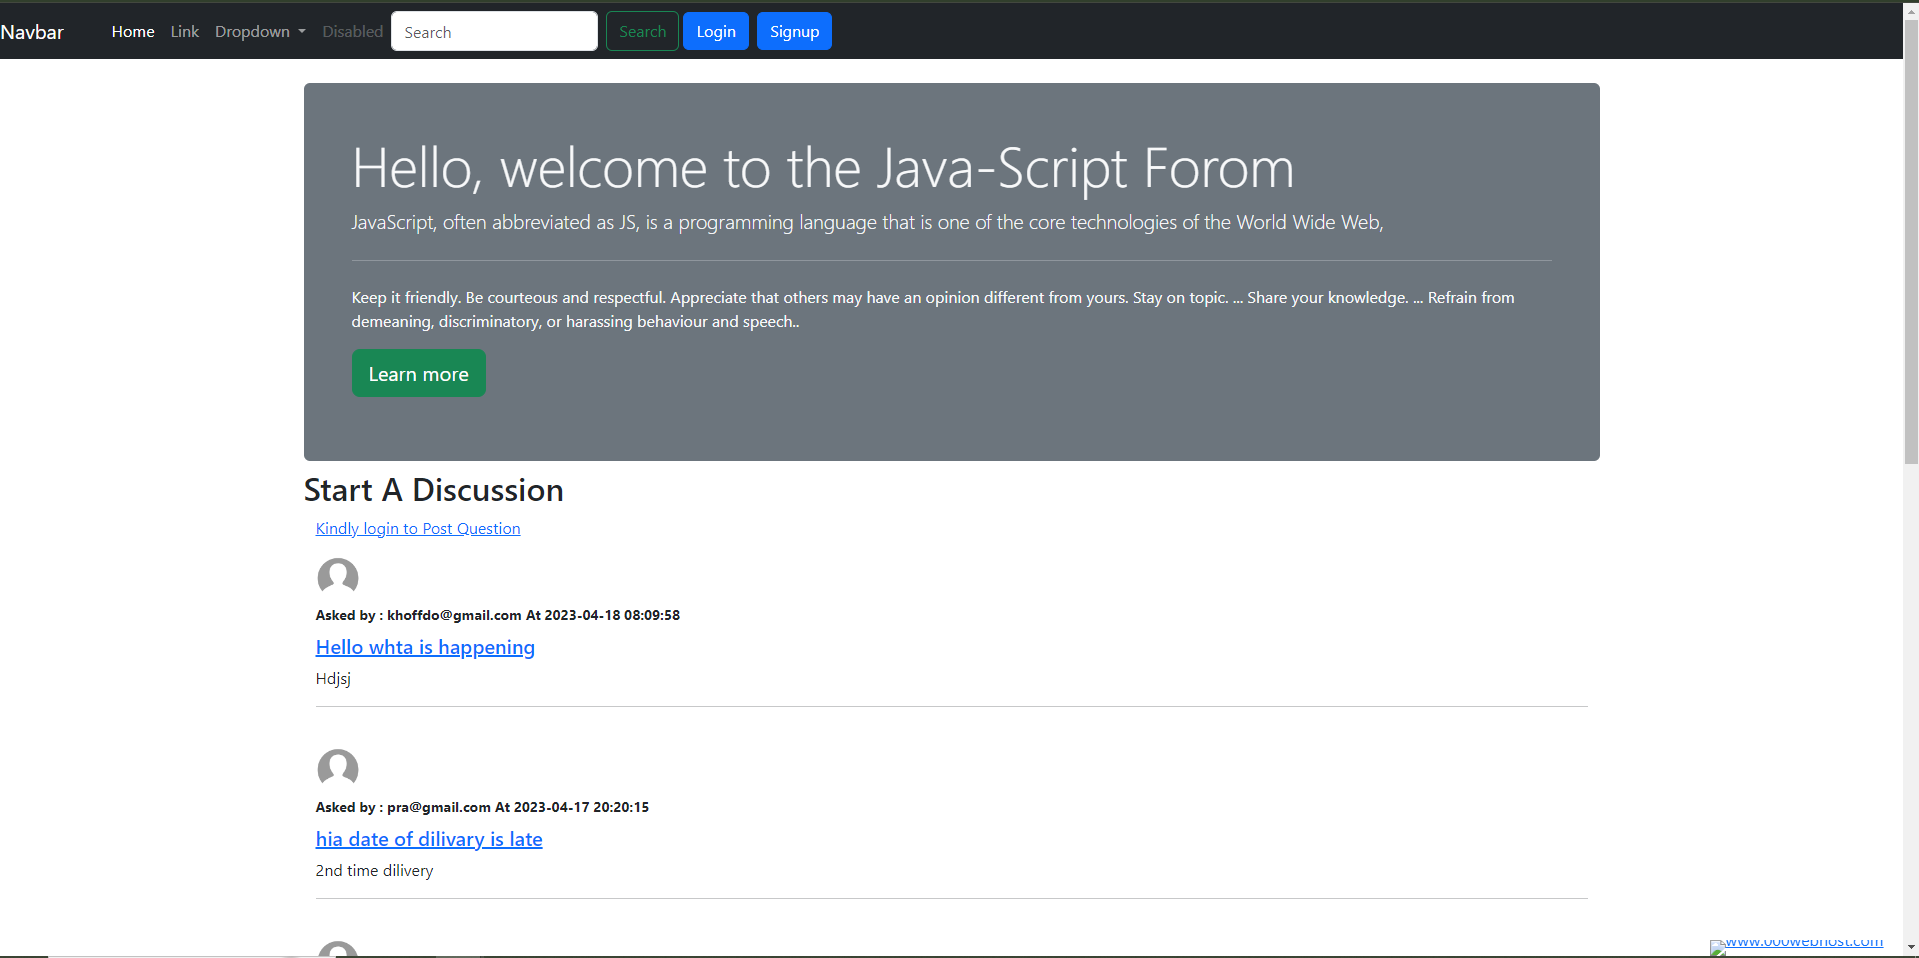 Navbar Home Link Dropdown Disabled Search Search Login Signup
Hello, welcome to the Java-Script Forom
JavaScript, often abbreviated as JS, is a programming language that is one of the core technologies of the World Wide Web,
Keep it friendly. Be courteous and respectful. Appreciate that others may have an opinion different from yours. Stay on topic. ... Share your knowledge. ... Refrain from
demeaning, discriminatory, or harassing behaviour and speech..
Learn more
Start A Discussion
Kindly login to Post Question
Asked by : khoffdo@gmail.com At 2023-04-18 08:09:58
Hello whta is happening
Hdjsj
Asked by : pra@gmail.com At 2023-04-17 20:20:15
hia date of dilivary is late
2nd time dilivery
www.000webhost.com